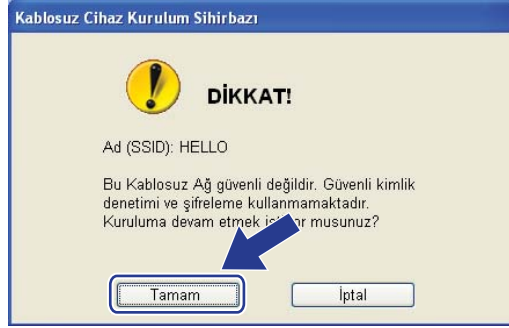 Kablosuz Cihaz Kurulum Sihirbazı
DİKKAT!
Ad (SSID): HELLO
Bu Kablosuz Ağ güvenli değildir. Güvenli kimlik
denetimi ve şifreleme kullanmamaktadır.
Kuruluma devam etmek musunuz?
Tamam İptal